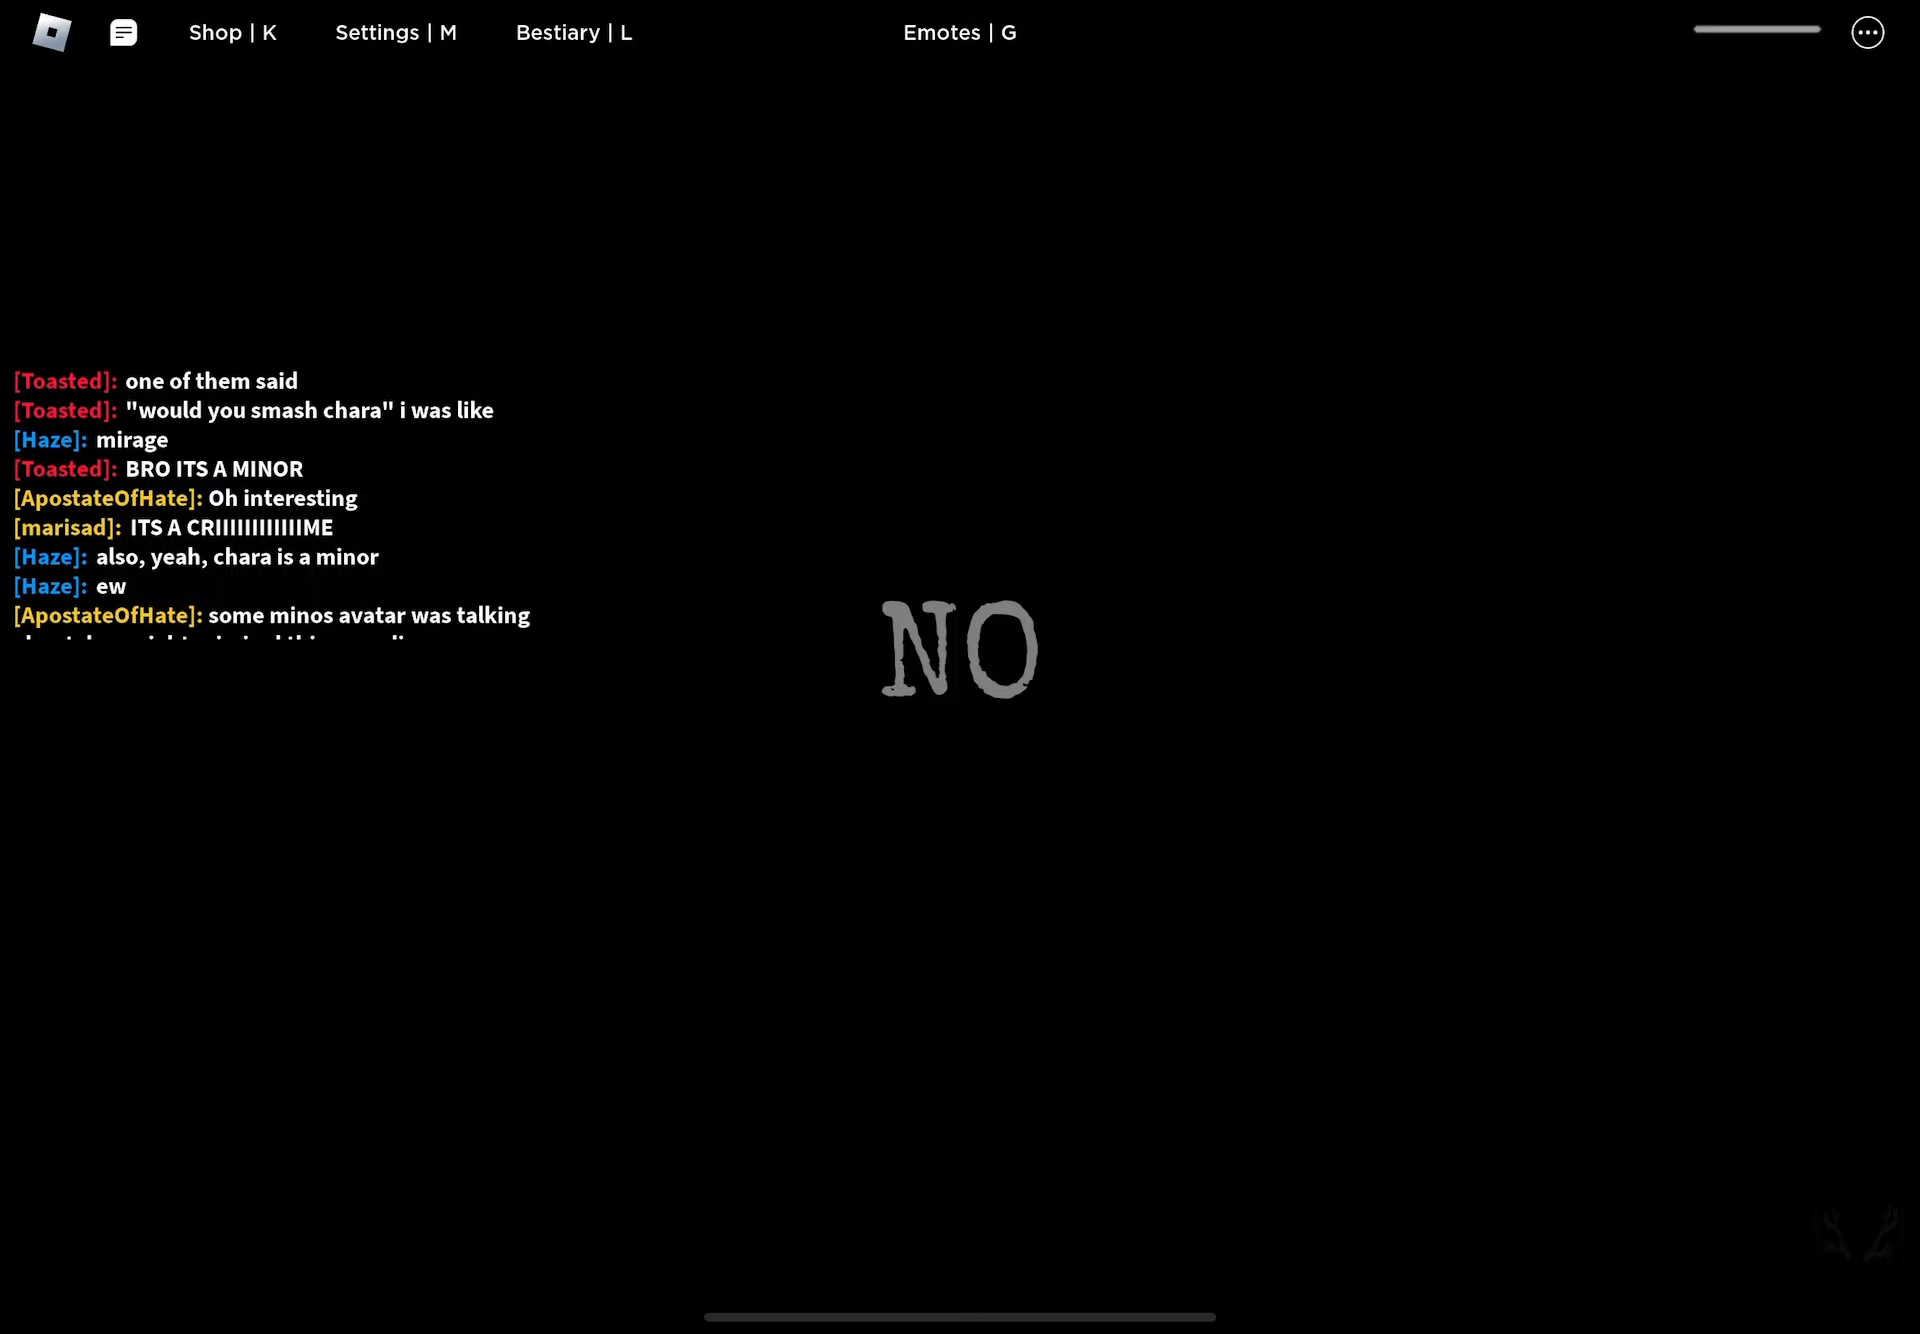 Shop | K
Settings | M
Bestiary | L
Emotes | G
[Toasted]: one of them said
[Toasted]: "would you smash chara" i was like
[Haze]: mirage
[Toasted]: BRO ITS A MINOR
[ApostateOfHate]: Oh interesting
[marisad]: ITS A CRIIIIIIIIIIIIME
[Haze]: also, yeah, chara is a minor
[Haze]: ew
[ApostateOfHate]: some minos avatar was talking
NO